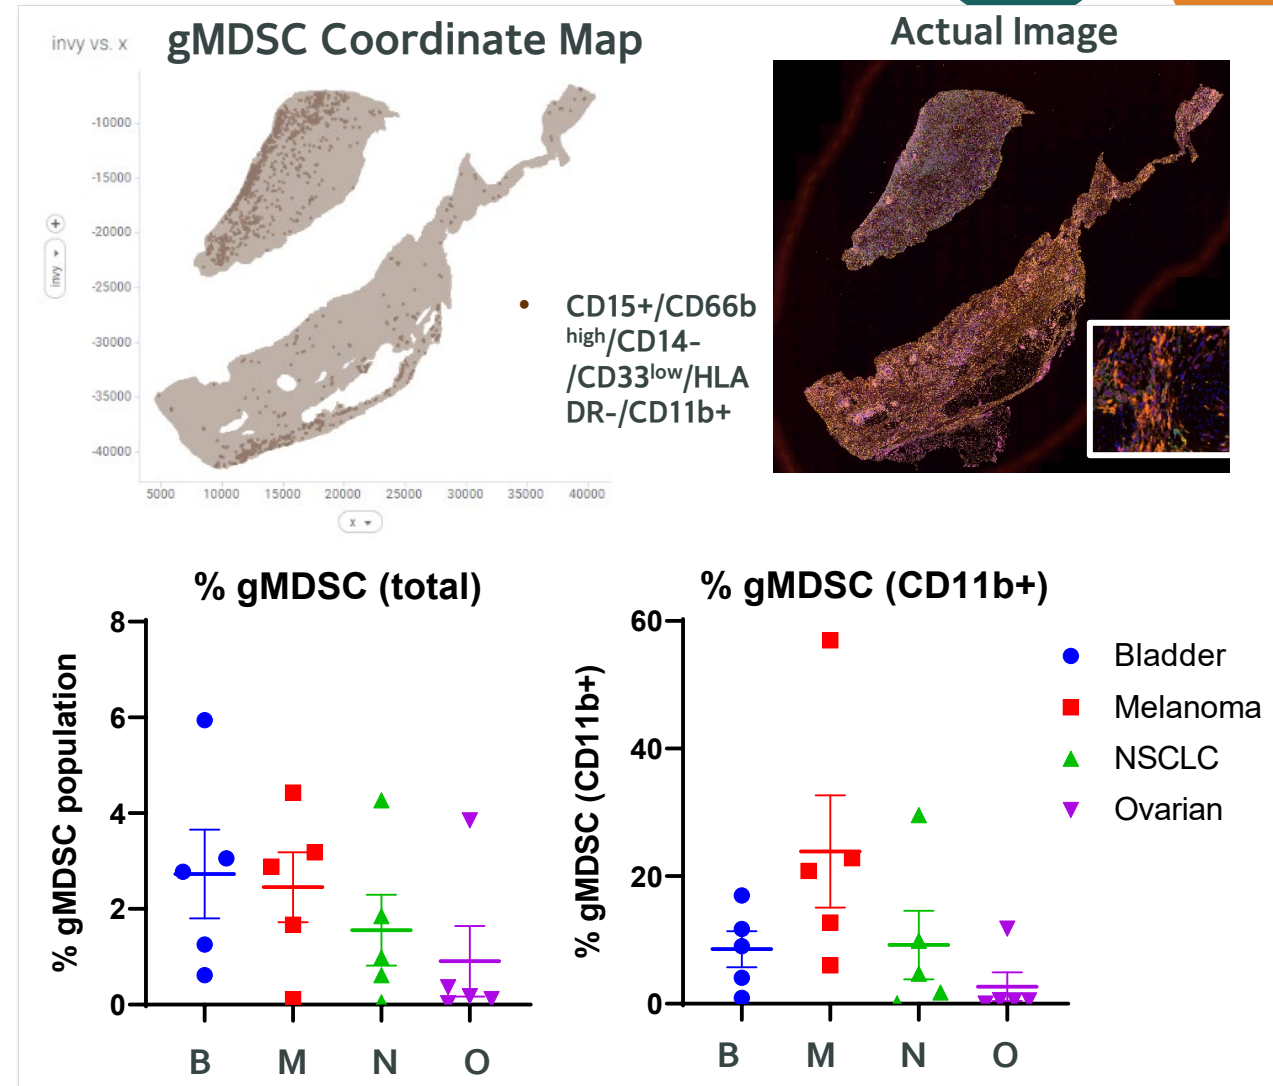 invy vs. x
gMDSC Coordinate Map
Actual Image
-10000
-15000
-20000
-25000
-30000
-35000
-40000
+
invy
5000 10000 15000 20000 25000 30000 35000 40000
x
CD15+/CD66b
high/CD14-
/CD33low/HLA
DR-/CD11b+
% gMDSC (total)
% gMDSC population
8
6
4
2
0
B M N O
% gMDSC (CD11b+)
% gMDSC (CD11b+)
60
40
20
0
B M N O
Bladder
Melanoma
NSCLC
Ovarian